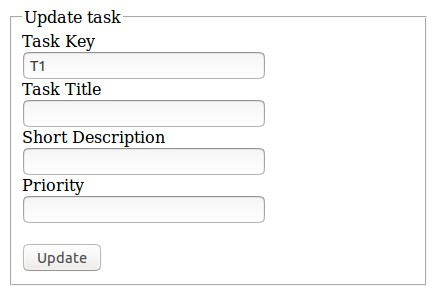 Update task
Task Key
T1
Task Title
Short Description
Priority
Update